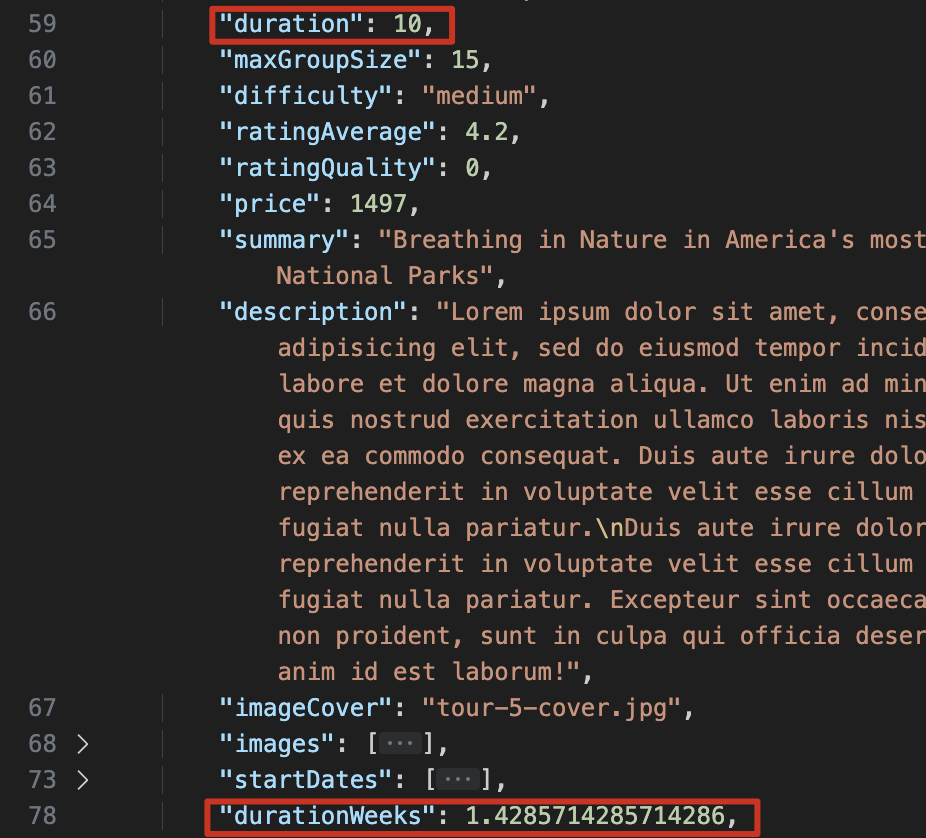 59 "duration": 10,
60 "maxGroupSize": 15,
61 "difficulty": "medium",
62 "ratingAverage": 4.2,
63 "ratingQuality": 0,
64 "price": 1497,
65 "summary": "Breathing in Nature in America's most
National Parks",
66 "description": "Lorem ipsum dolor sit amet, conse
adipisicing elit, sed do eiusmod tempor incid
labore et dolore magna aliqua. Ut enim ad min
quis nostrud exercitation ullamco laboris nis
ex ea commodo consequat. Duis aute irure dolo
reprehenderit in voluptate velit esse cillum
fugiat nulla pariatur.\nDuis aute irure dolor
reprehenderit in voluptate velit esse cillum
fugiat nulla pariatur. Excepteur sint occaeca
non proident, sunt in culpa qui officia deser
anim id est laborum!",
67 "imageCover": "tour-5-cover.jpg",
68 "images": [···],
73 "startDates": [···],
78 "durationWeeks": 1.4285714285714286,